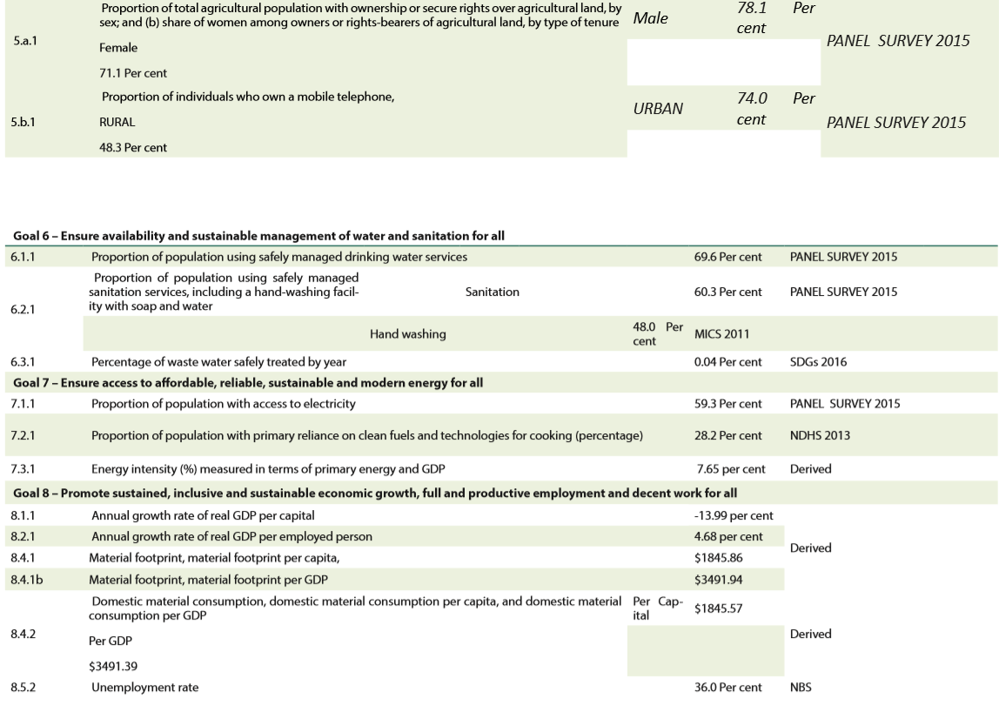 5.a.1
Proportion of total agricultural population with ownership or secure rights over agricultural land, by
sex; and (b) share of women among owners or rights-bearers of agricultural land, by type of tenure
Female
71.1 Per cent
Male
78.1 Per
cent
PANEL SURVEY 2015
5.b.1
Proportion of individuals who own a mobile telephone,
RURAL
48.3 Per cent
URBAN
74.0 Per
cent
PANEL SURVEY 2015
Goal 6 – Ensure availability and sustainable management of water and sanitation for all
6.1.1 Proportion of population using safely managed drinking water services 69.6 Per cent PANEL SURVEY 2015
6.2.1
Proportion of population using safely managed
sanitation services, including a hand-washing facil-
ity with soap and water
Sanitation 60.3 Per cent PANEL SURVEY 2015
Hand washing
48.0 Per
cent
MICS 2011
6.3.1 Percentage of waste water safely treated by year 0.04 Per cent SDGs 2016
Goal 7 – Ensure access to affordable, reliable, sustainable and modern energy for all
7.1.1 Proportion of population with access to electricity 59.3 Per cent PANEL SURVEY 2015
7.2.1 Proportion of population with primary reliance on clean fuels and technologies for cooking (percentage) 28.2 Per cent NDHS 2013
7.3.1 Energy intensity (%) measured in terms of primary energy and GDP 7.65 per cent Derived
Goal 8 – Promote sustained, inclusive and sustainable economic growth, full and productive employment and decent work for all
8.1.1 Annual growth rate of real GDP per capital -13.99 per cent
8.2.1 Annual growth rate of real GDP per employed person 4.68 per cent
Derived
8.4.1 Material footprint, material footprint per capita, $1845.86
8.4.1b Material footprint, material footprint per GDP $3491.94
8.4.2
Domestic material consumption, domestic material consumption per capita, and domestic material
consumption per GDP
Per GDP
$3491.39
Per Cap-
ital
$1845.57
Derived
8.5.2 Unemployment rate 36.0 Per cent NBS